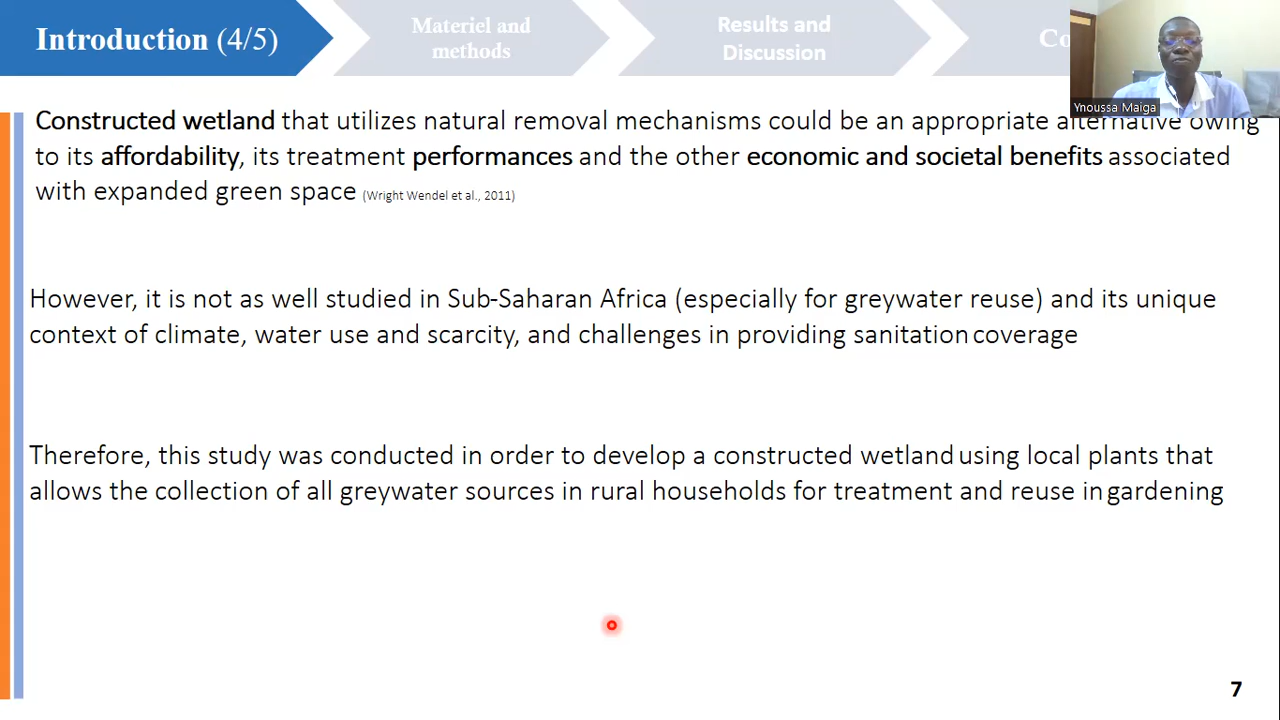 Introduction (4/5)
Materiel and
methods
Results and
Discussion
Ynoussa Maiga
Constructed wetland that utilizes natural removal mechanisms could be an appropriate alternative owing
to its affordability, its treatment performances and the other economic and societal benefits associated
with expanded green space (Wright Wendel et al., 2011)
However, it is not as well studied in Sub-Saharan Africa (especially for greywater reuse) and its unique
context of climate, water use and scarcity, and challenges in providing sanitation coverage
Therefore, this study was conducted in order to develop a constructed wetland using local plants that
allows the collection of all greywater sources in rural households for treatment and reuse in gardening
7